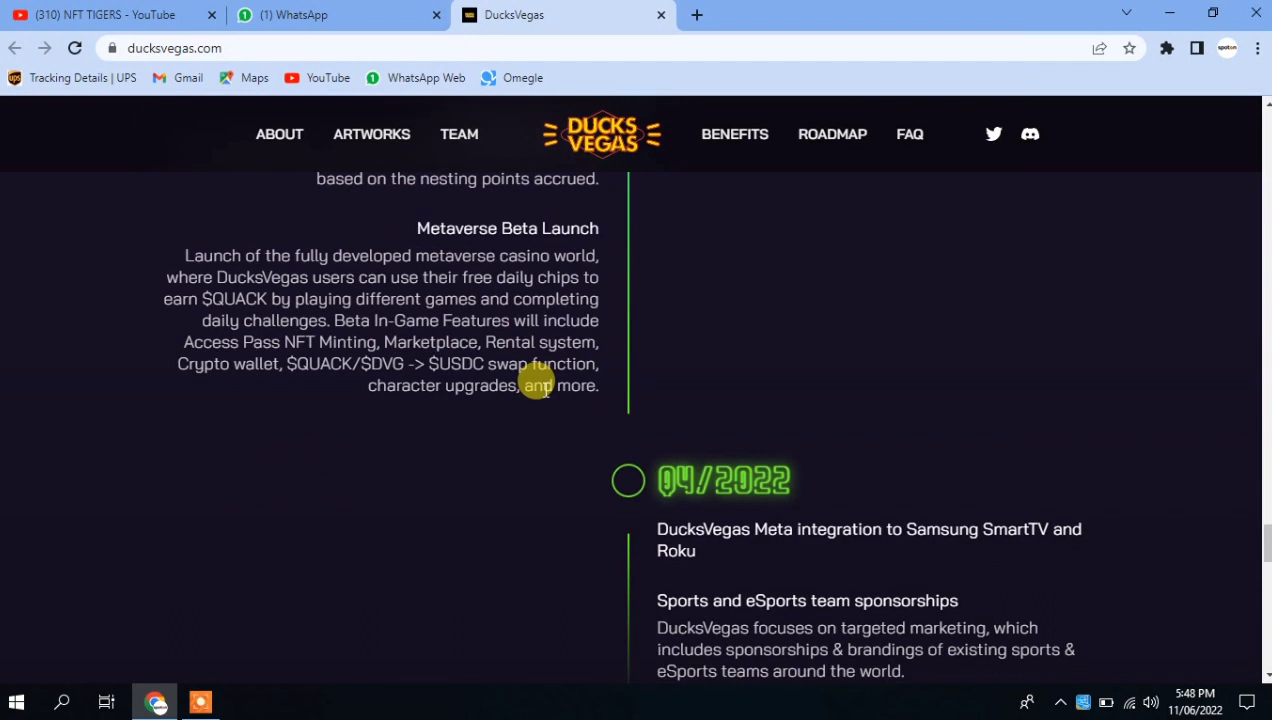 (310) NFT TIGERS - YouTube
(1) WhatsApp
DucksVegas
ducksvegas.com
spoton
Tracking Details | UPS
Gmail
Maps
YouTube
WhatsApp Web
Omegle
ABOUT
ARTWORKS
TEAM
DUCKS
VEGAS
BENEFITS
ROADMAP
FAQ
based on the nesting points accrued.
Metaverse Beta Launch
Launch of the fully developed metaverse casino world,
where DucksVegas users can use their free daily chips to
earn $QUACK by playing different games and completing
daily challenges. Beta In-Game Features will include
Access Pass NFT Minting, Marketplace, Rental system,
Crypto wallet, $QUACK/$DVG -> $USDC swap function,
character upgrades, and more.
Q4/2022
DucksVegas Meta integration to Samsung SmartTV and
Roku
Sports and eSports team sponsorships
DucksVegas focuses on targeted marketing, which
includes sponsorships & brandings of existing sports &
eSports teams around the world.
5:48 PM
11/06/2022